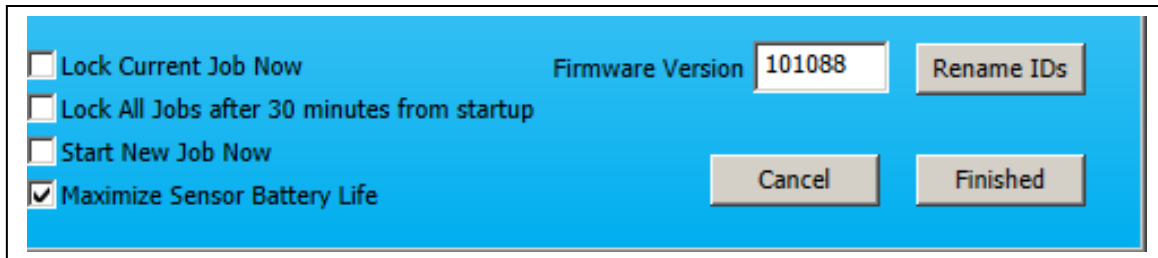 Lock Current Job Now
Firmware Version 101088 Rename IDs
Lock All Jobs after 30 minutes from startup
Start New Job Now
Cancel Finished
Maximize Sensor Battery Life